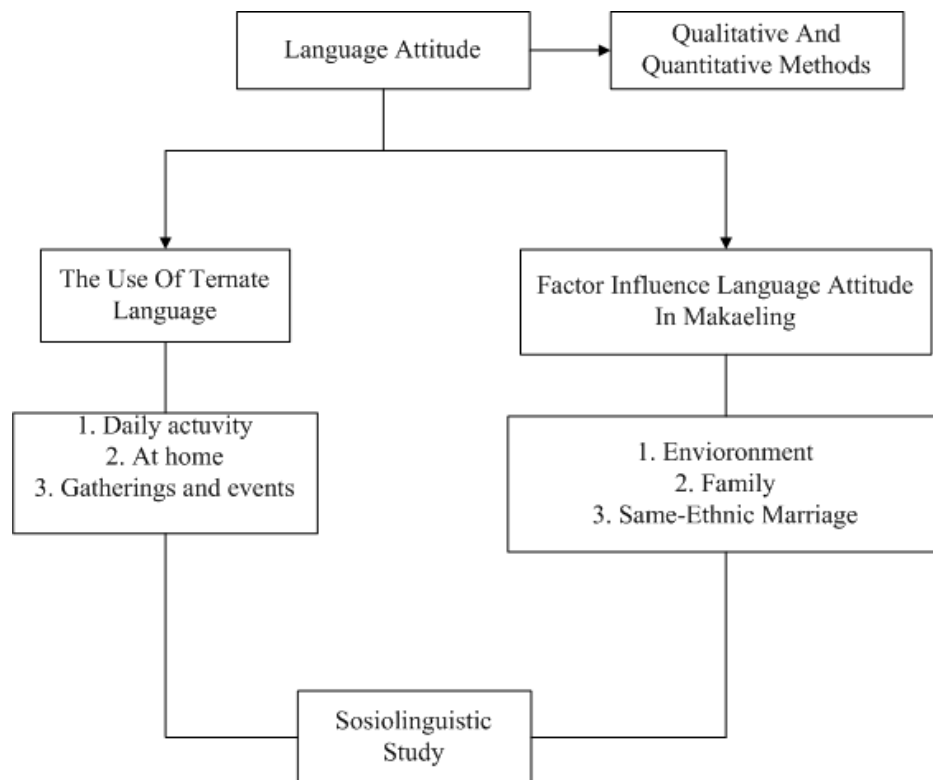 Language Attitude
Qualitative And
Quantitative Methods
The Use Of Ternate
Language
Factor Influence Language Attitude
In Makaeling
1. Daily actuvity
2. At home
3. Gatherings and events
1. Envioronment
2. Family
3. Same-Ethnic Marriage
Sosiolinguistic
Study